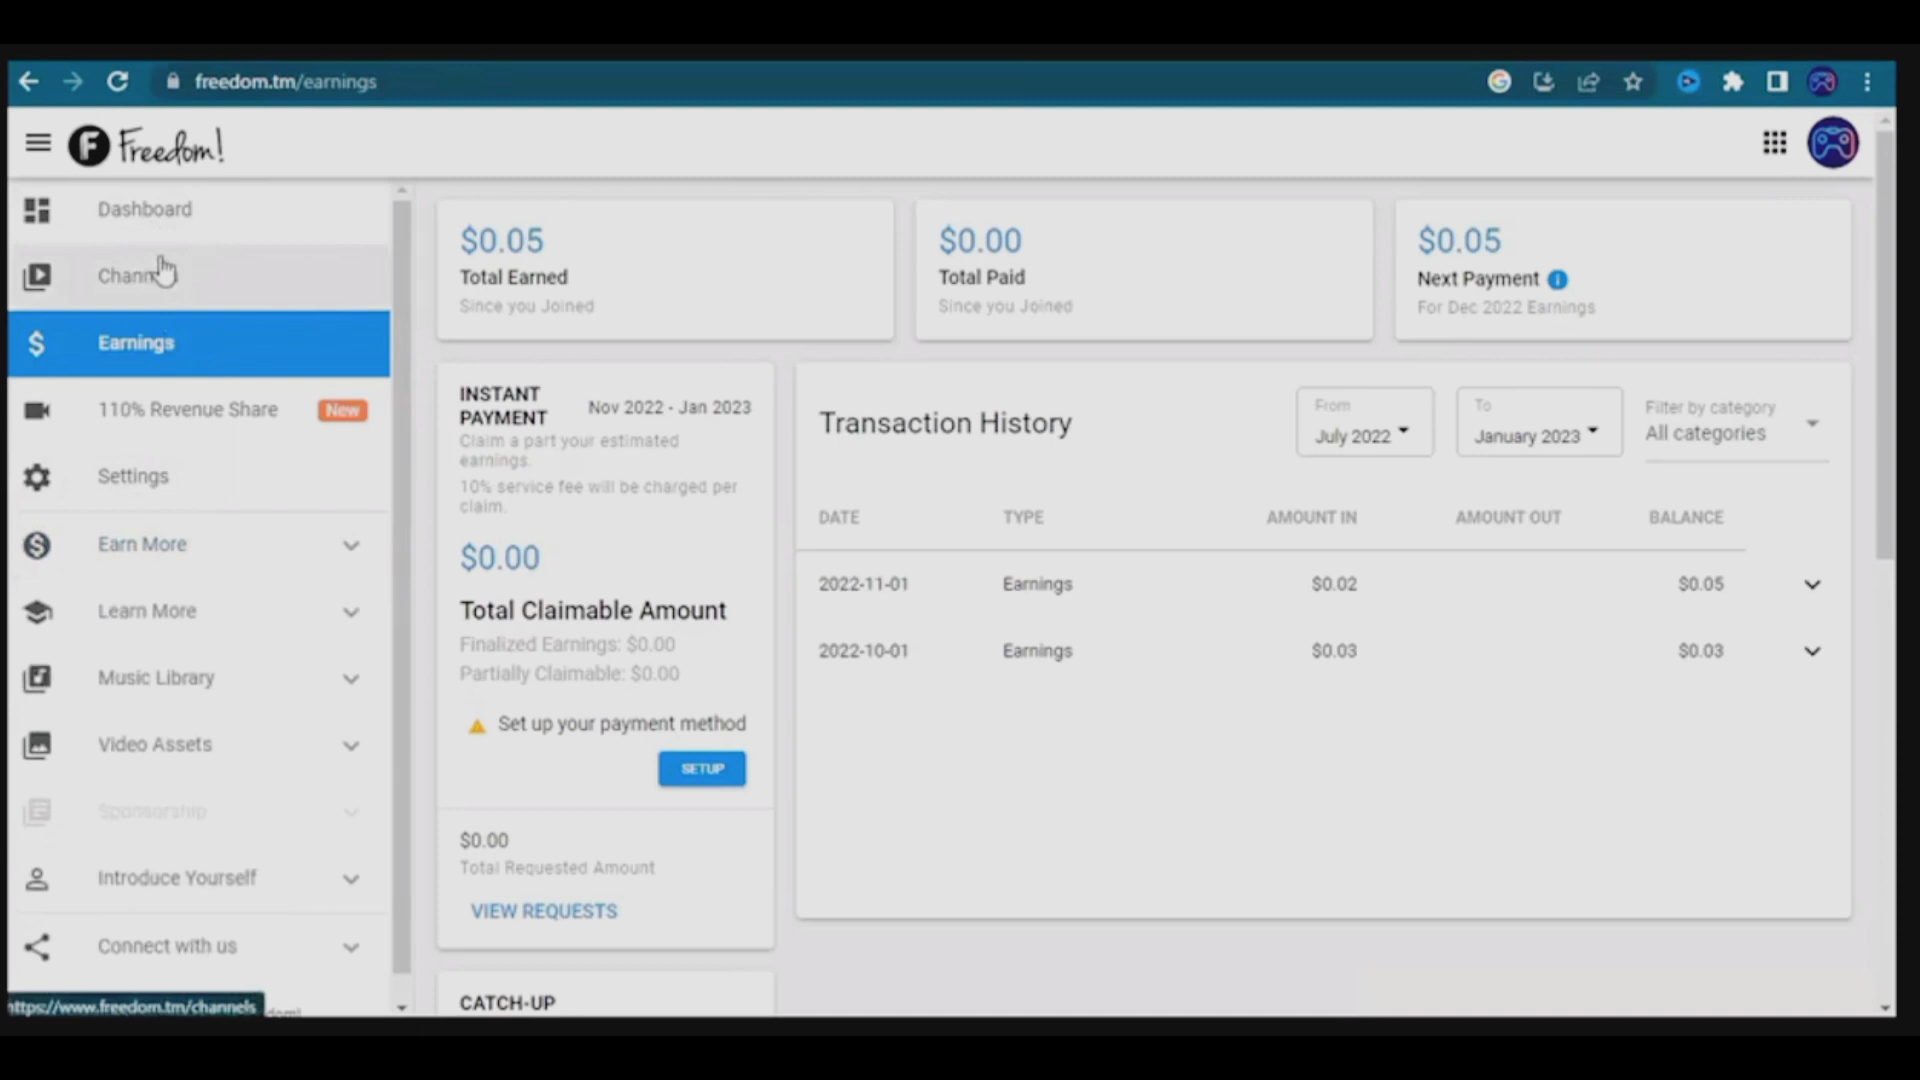 freedom.tm/earnings
Freedom!
Dashboard
Earnings
110% Revenue Share New
Settings
Earn More
Learn More
Music Library
Video Assets
Sponsorship
Introduce Yourself
Connect with us
https://www.freedom.tm/channels
$0.05
Total Earned
Since you Joined
$0.00
Total Paid
Since you Joined
$0.05
Next Payment
For Dec 2022 Earnings
INSTANT
PAYMENT
Nov 2022 - Jan 2023
Claim a part your estimated
earnings.
10% service fee will be charged per
claim.
$0.00
Total Claimable Amount
Finalized Earnings: $0.00
Partially Claimable: $0.00
Set up your payment method
SETUP
$0.00
Total Requested Amount
VIEW REQUESTS
CATCH-UP
Transaction History
From
July 2022
To
January 2023
Filter by category
All categories
DATE TYPE AMOUNT IN AMOUNT OUT BALANCE
2022-11-01 Earnings $0.02 $0.05
2022-10-01 Earnings $0.03 $0.03